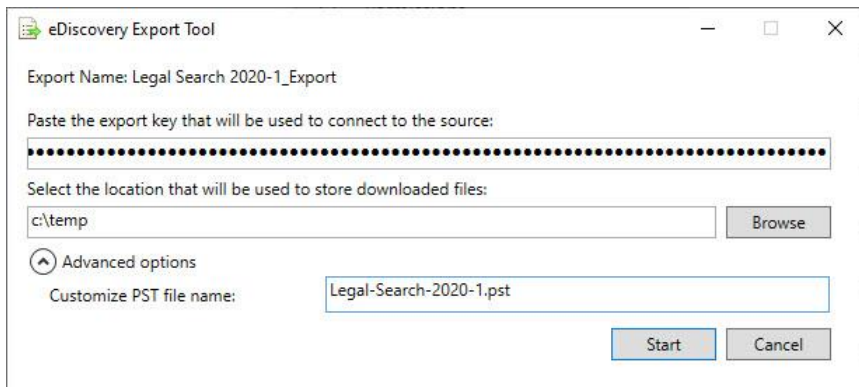 eDiscovery Export Tool
Export Name: Legal Search 2020-1_Export
Paste the export key that will be used to connect to the source:
Select the location that will be used to store downloaded files:
c:\temp
Browse
Advanced options
Customize PST file name:
Legal-Search-2020-1.pst
Start
Cancel